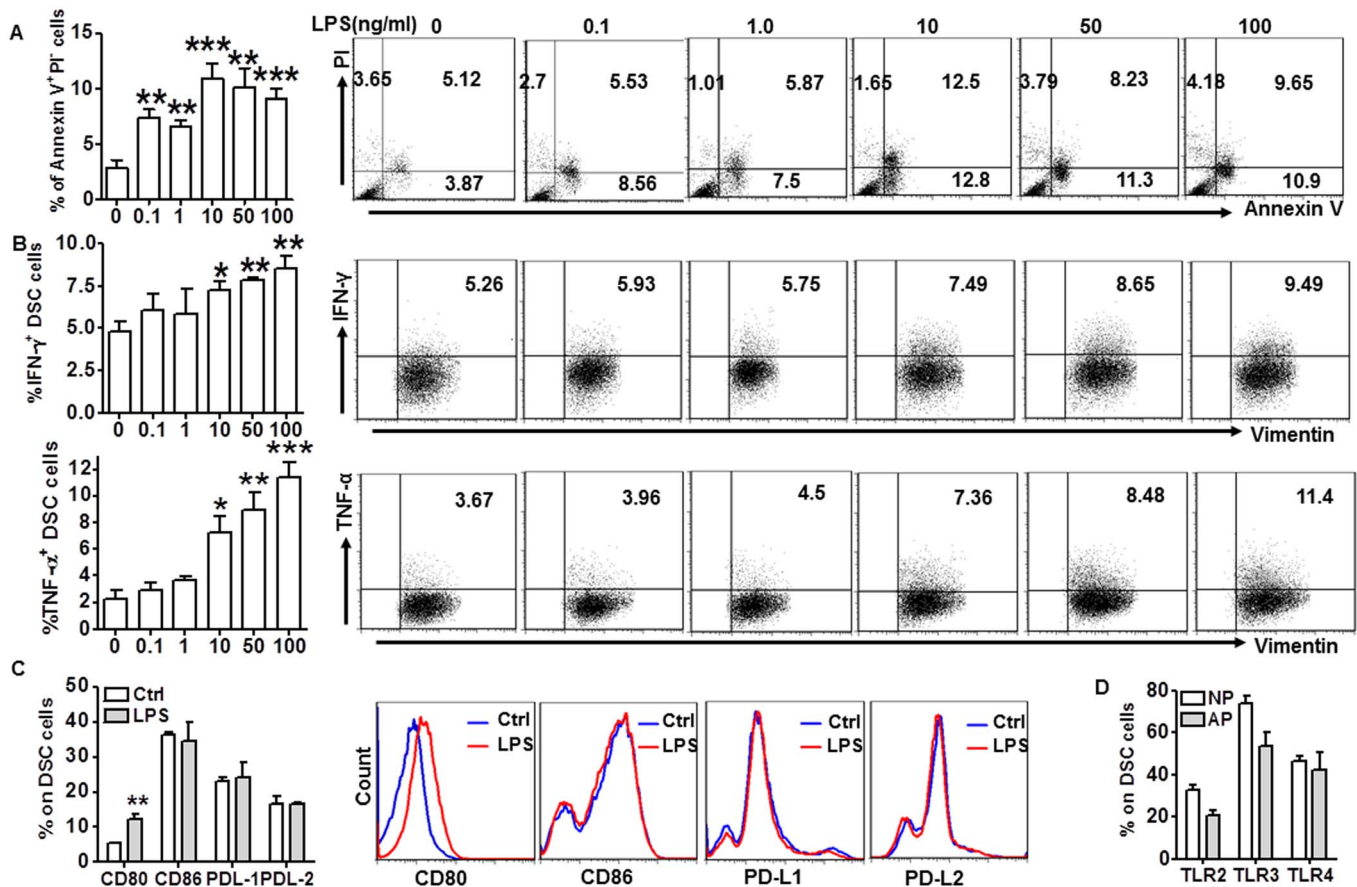 A
% of Annexin V⁺PI⁻ cells
15
10
5
0
** ** *** ** ***
0 0.1 1 10 50 100
LPS(ng/ml) 0 0.1 1.0 10 50 100
PI
3.65 5.12 2.7 5.53 1.01 5.87 1.65 12.5 3.79 8.23 4.18 9.65
3.87 8.56 7.5 12.8 11.3 10.9
Annexin V
B
%IFN-γ⁺ DSC cells
10.0
7.5
5.0
2.5
0.0
* ** **
0 0.1 1 10 50 100
IFN-γ
5.26 5.93 5.75 7.49 8.65 9.49
Vimentin
%TNF-α⁺ DSC cells
12
10
8
6
4
2
0
* ** ***
0 0.1 1 10 50 100
TNF-α
3.67 3.96 4.5 7.36 8.48 11.4
Vimentin
C
% on DSC cells
50
40
30
20
10
0
Ctrl
LPS
**
CD80 CD86 PDL-1 PDL-2
Count
Ctrl Ctrl Ctrl Ctrl
LPS LPS LPS LPS
CD80 CD86 PD-L1 PD-L2
D
% on DSC cells
80
60
40
20
0
NP
AP
TLR2 TLR3 TLR4